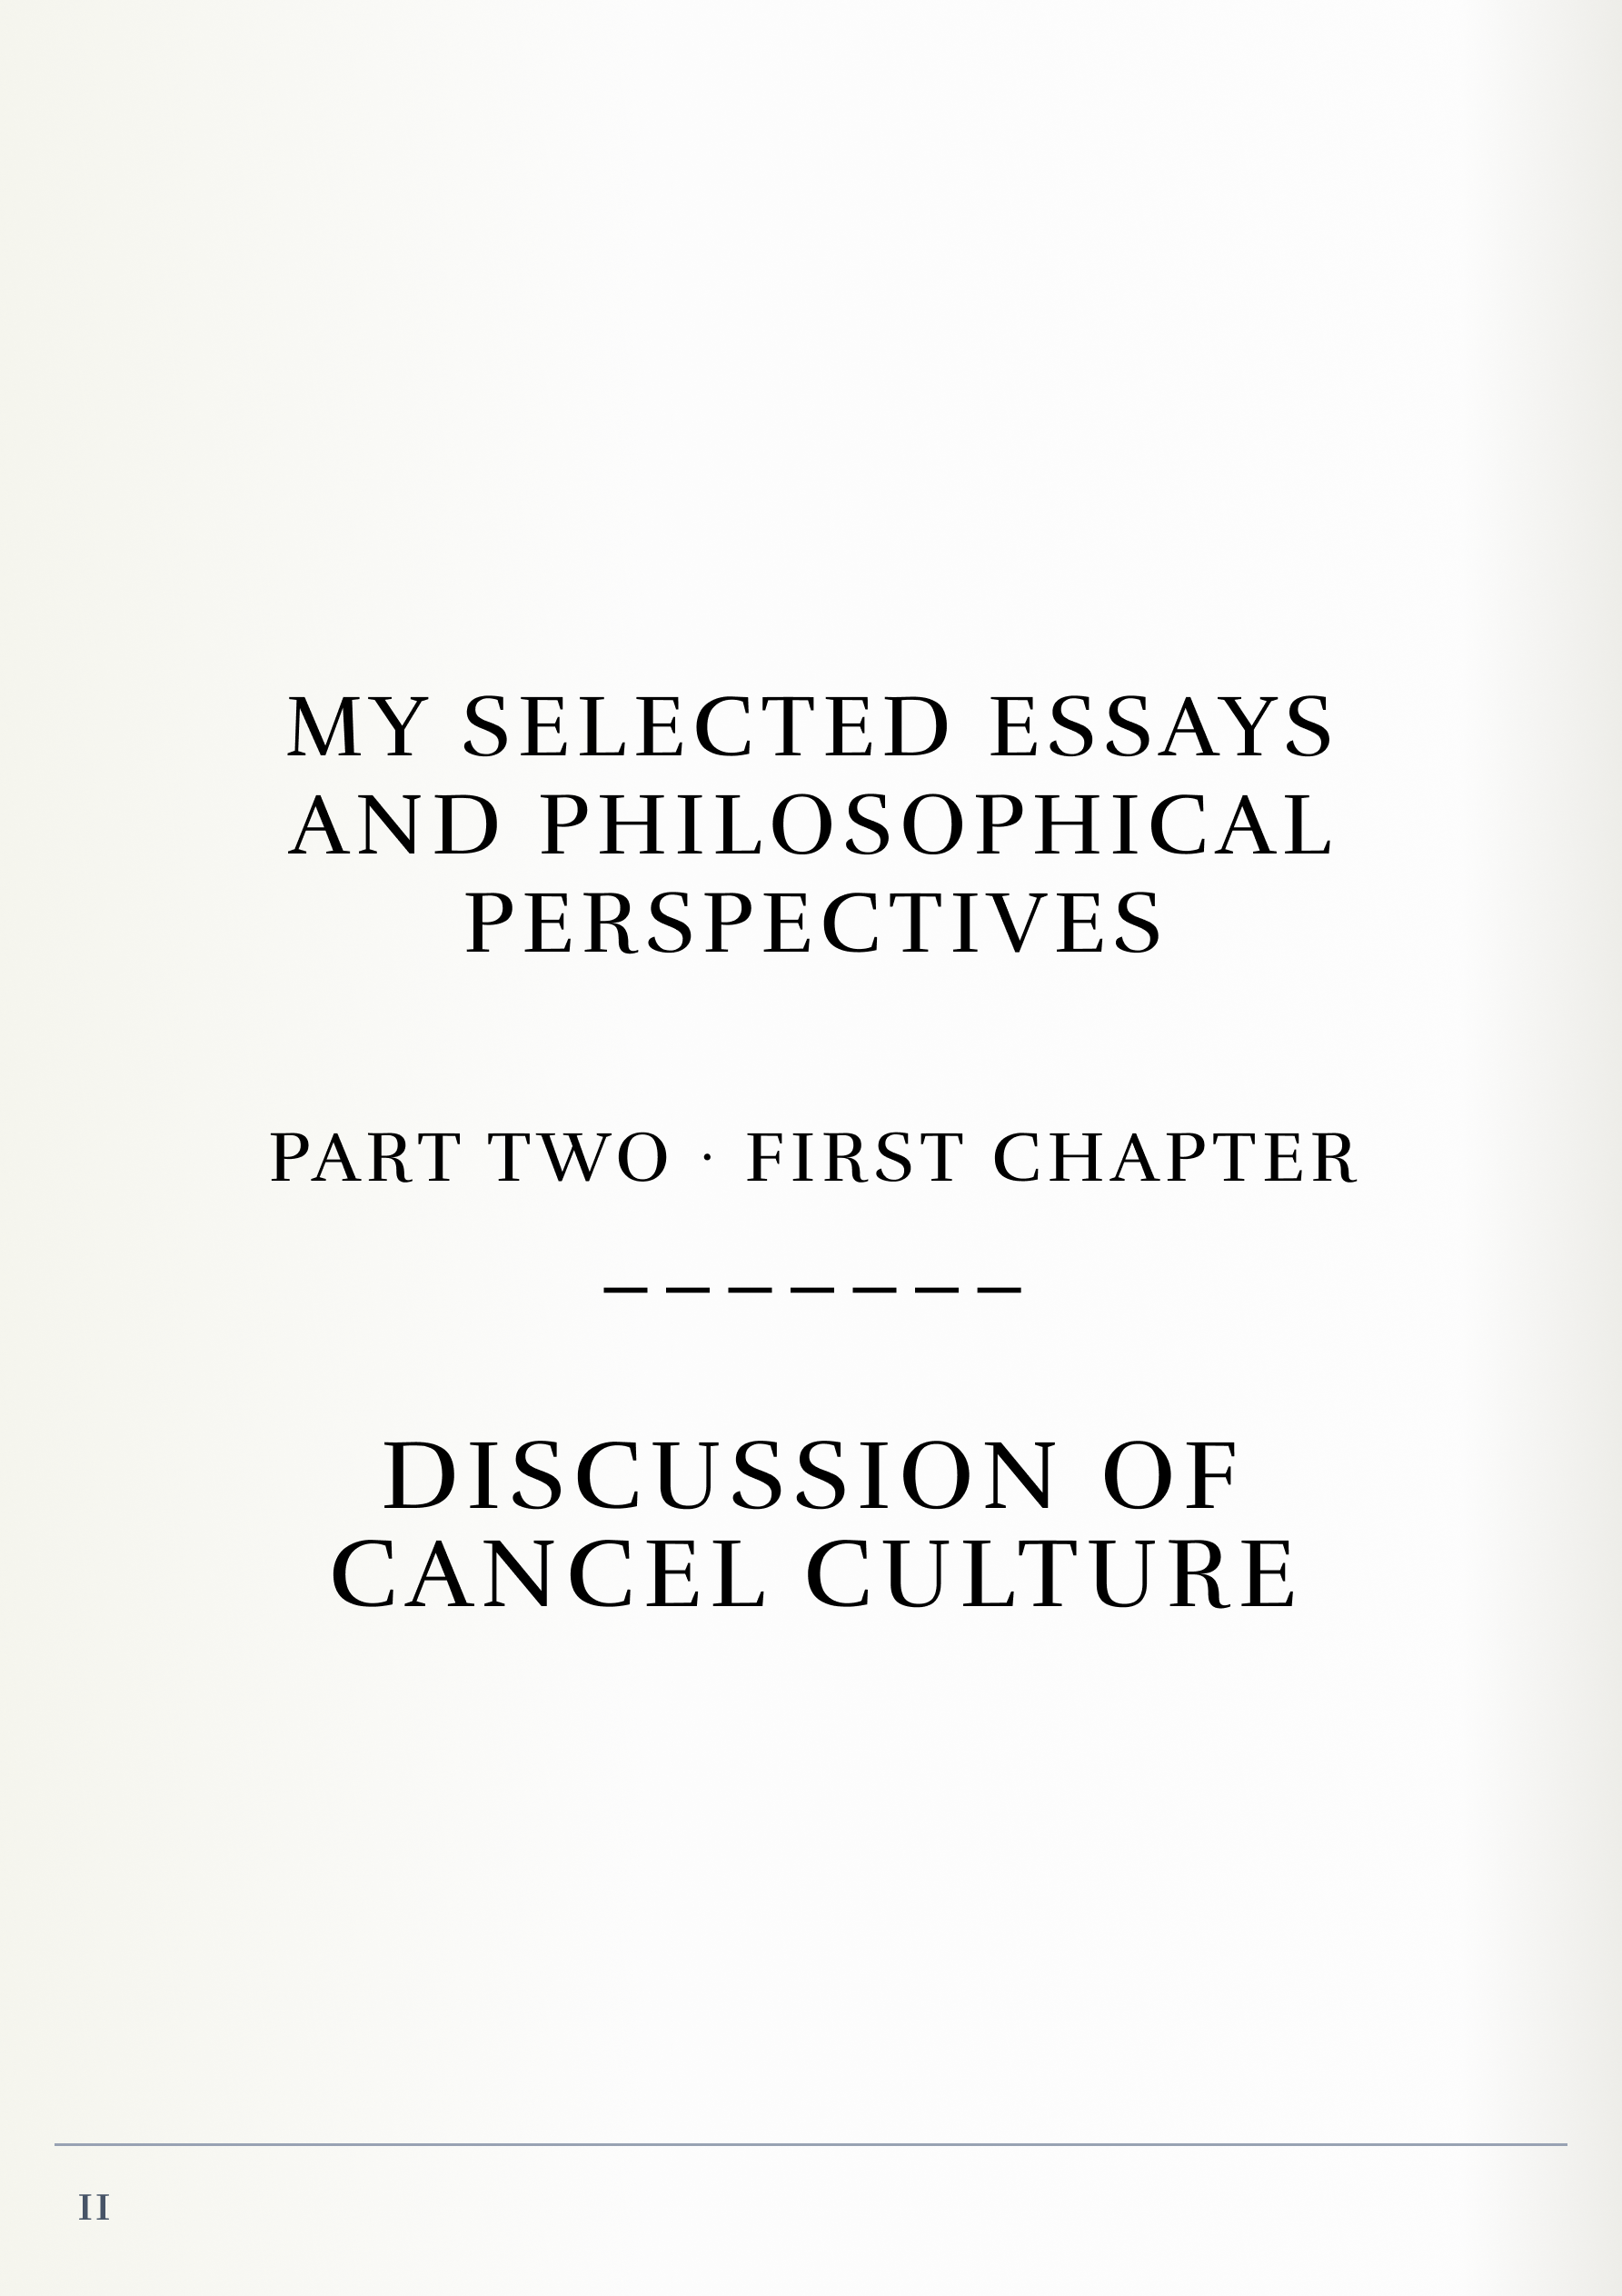 MY SELECTED ESSAYS
AND PHILOSOPHICAL
PERSPECTIVES
PART TWO · FIRST CHAPTER
– – – – – – –
DISCUSSION OF
CANCEL CULTURE
II